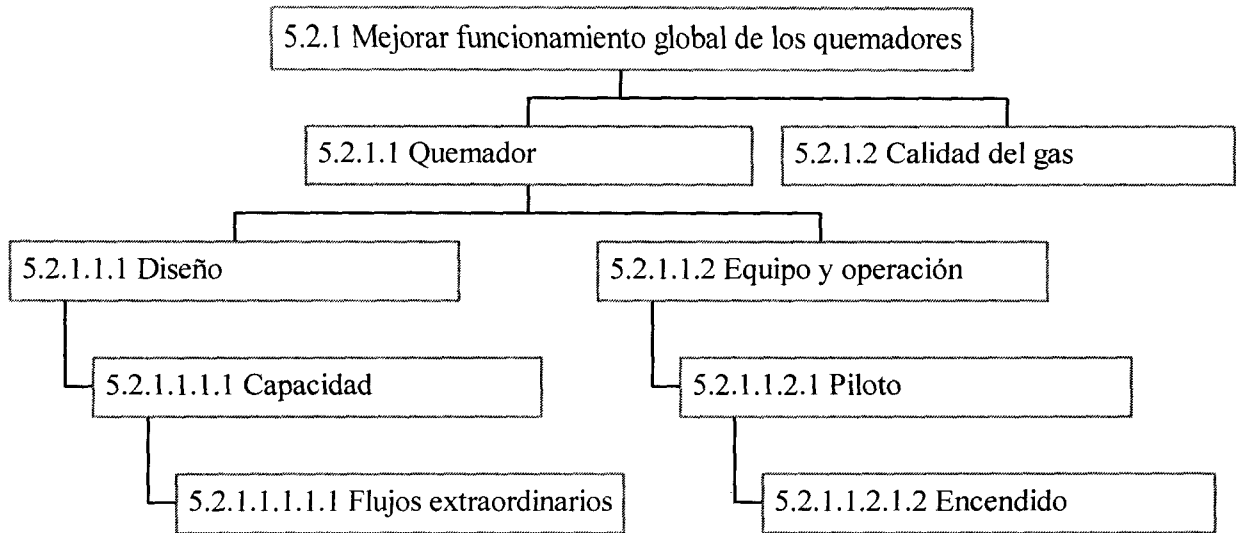 5.2.1 Mejorar funcionamiento global de los quemadores
5.2.1.1 Quemador
5.2.1.2 Calidad del gas
5.2.1.1.1 Diseño
5.2.1.1.2 Equipo y operación
5.2.1.1.1.1 Capacidad
5.2.1.1.2.1 Piloto
5.2.1.1.1.1.1 Flujos extraordinarios
5.2.1.1.2.1.2 Encendido